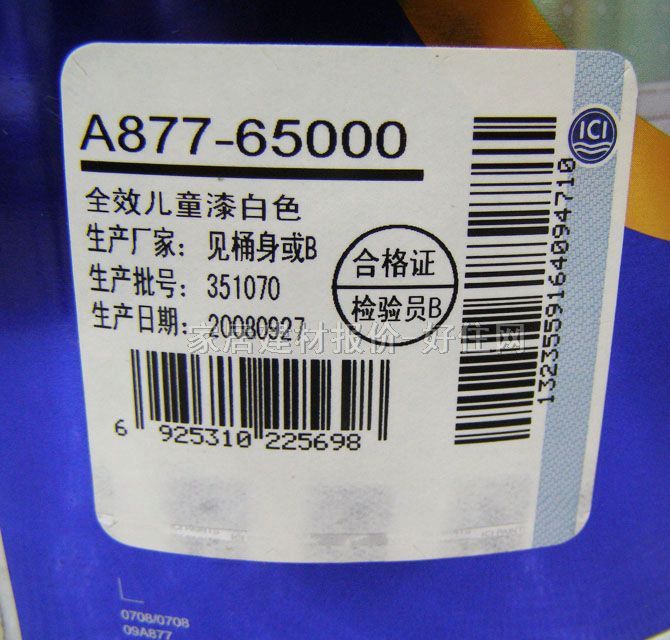 ICI
A877-65000
全效儿童漆白色
生产厂家：见桶身或B
生产批号：351070
生产日期：20080927
合格证
检验员B
家居建材报价 好住网
6 925310 225698
1323559164094710
0708/0708
09A877